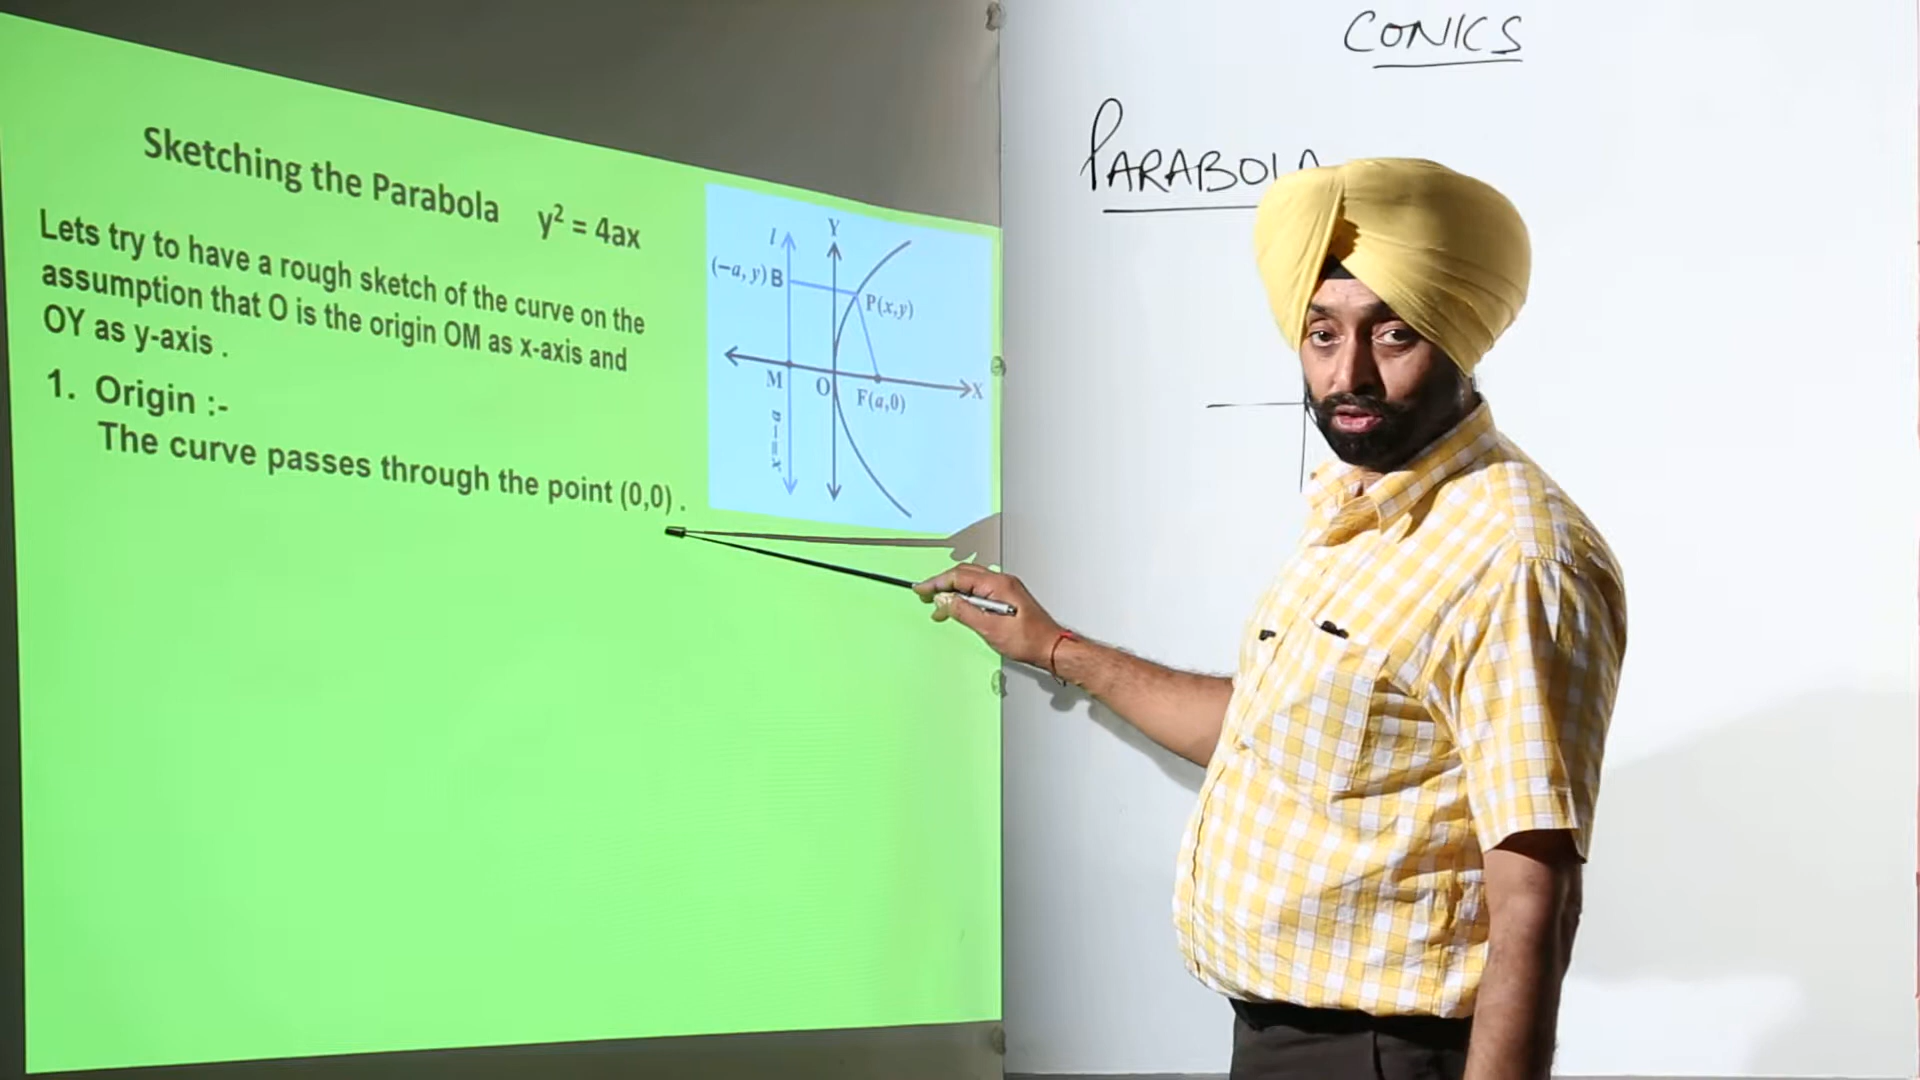 CONICS
PARABOLA
Sketching the Parabola y² = 4ax
Lets try to have a rough sketch of the curve on the
assumption that O is the origin OM as x-axis and
OY as y-axis .
1. Origin :-
The curve passes through the point (0,0) .
l
Y
(−a, y) B
P(x,y)
M
O
F(a,0)
X
x = − a